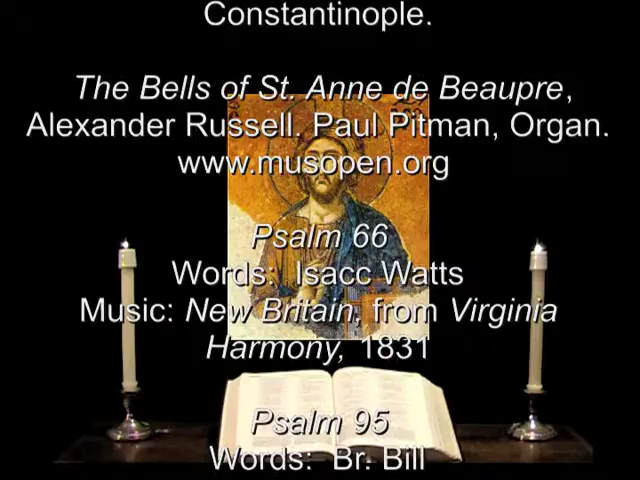 Constantinople.
The Bells of St. Anne de Beaupre,
Alexander Russell. Paul Pitman, Organ.
www.musopen.org
Psalm 66
Words: Isacc Watts
Music: New Britain, from Virginia
Harmony, 1831
Psalm 95
Words: Br. Bill